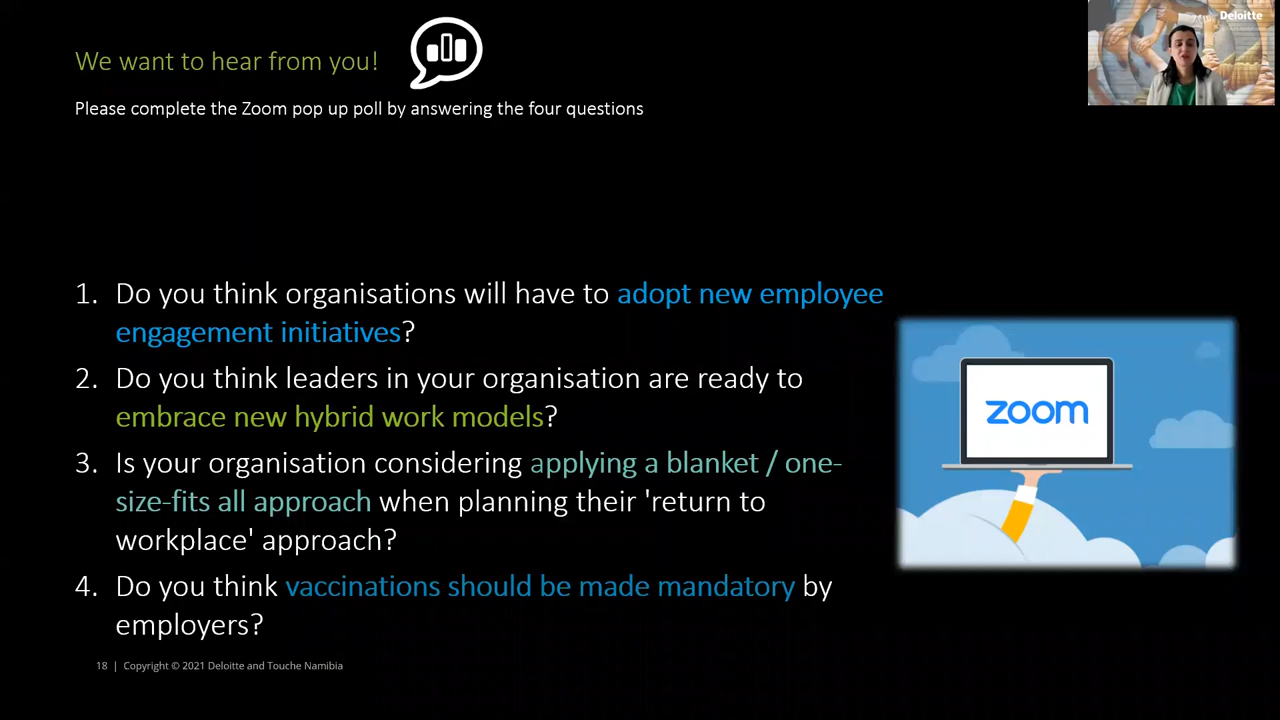 We want to hear from you!
Please complete the Zoom pop up poll by answering the four questions
Deloitte
1. Do you think organisations will have to adopt new employee
engagement initiatives?
2. Do you think leaders in your organisation are ready to
embrace new hybrid work models?
3. Is your organisation considering applying a blanket / one-
size-fits all approach when planning their 'return to
workplace' approach?
4. Do you think vaccinations should be made mandatory by
employers?
zoom
18 | Copyright © 2021 Deloitte and Touche Namibia